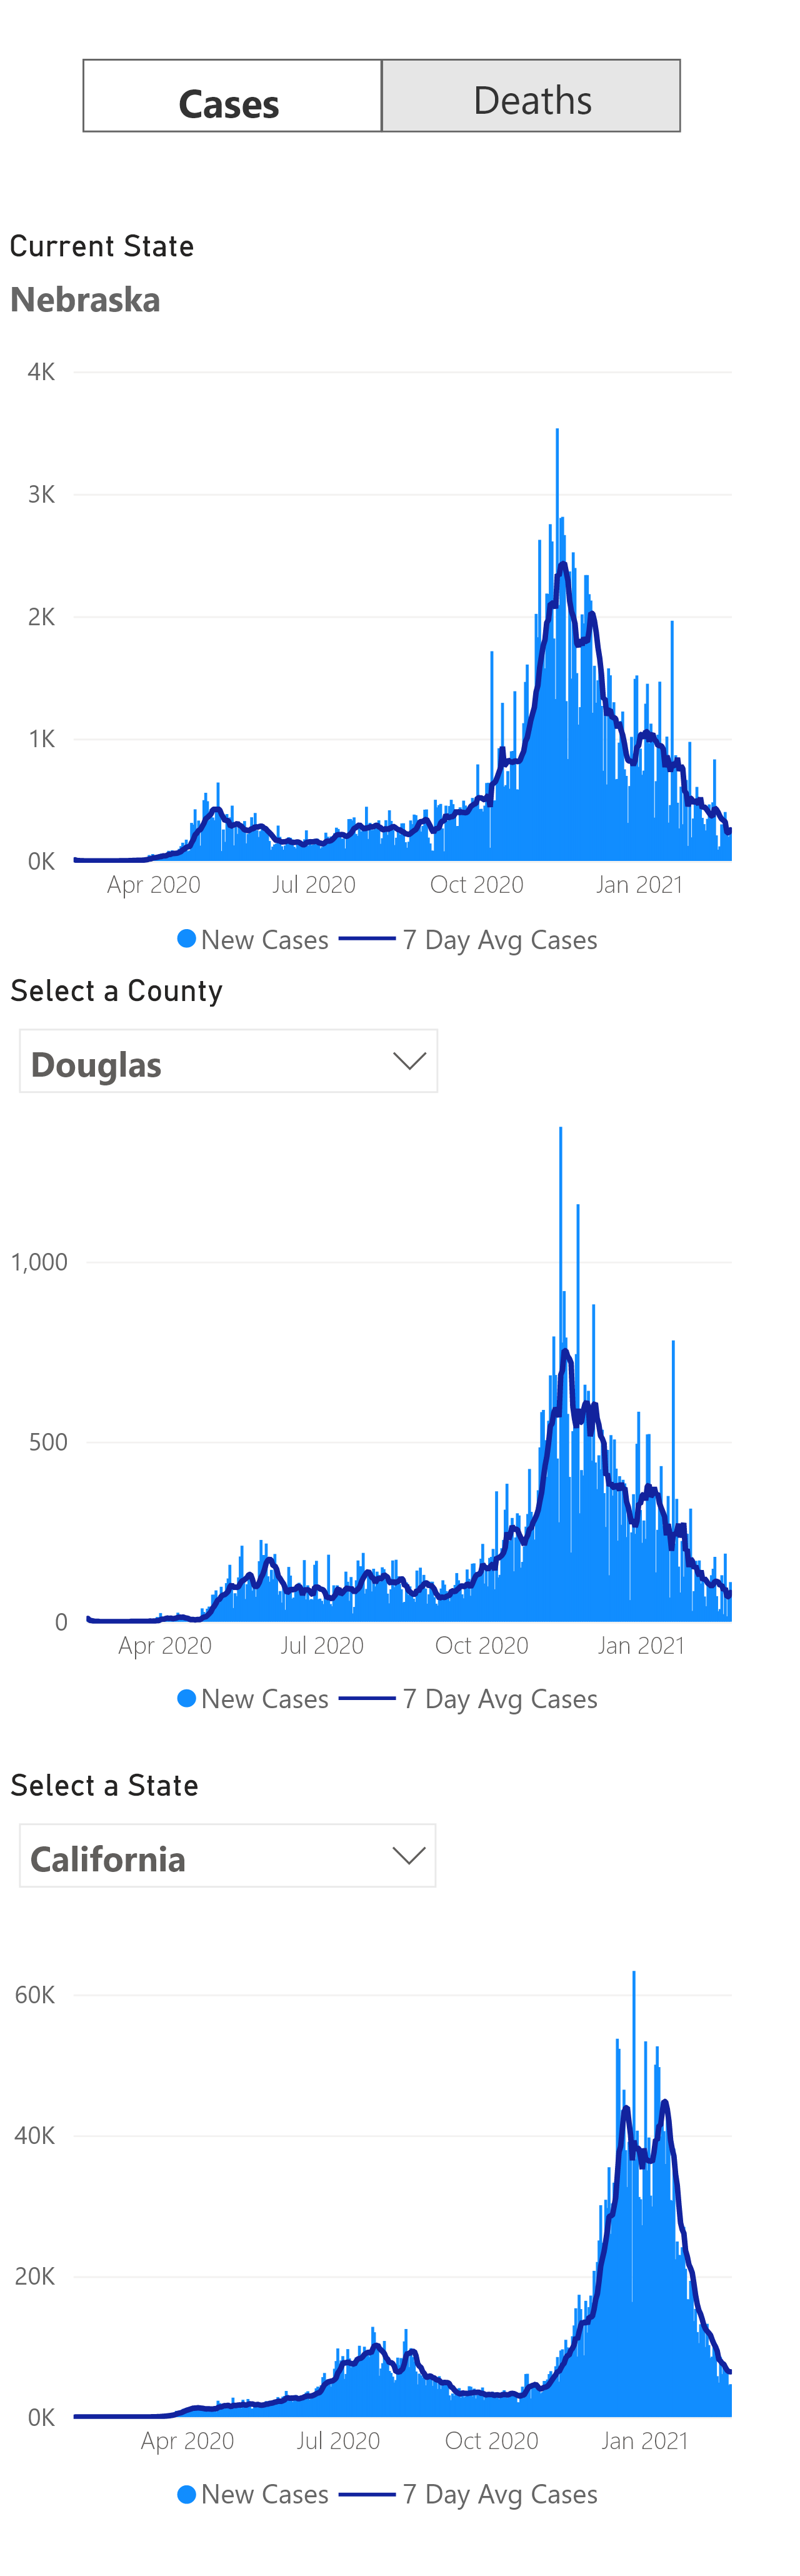 Cases Deaths
Current State
Nebraska
4K
3K
2K
1K
0K
Apr 2020 Jul 2020 Oct 2020 Jan 2021
New Cases 7 Day Avg Cases
Select a County
Douglas
1,000
500
0
Apr 2020 Jul 2020 Oct 2020 Jan 2021
New Cases 7 Day Avg Cases
Select a State
California
60K
40K
20K
0K
Apr 2020 Jul 2020 Oct 2020 Jan 2021
New Cases 7 Day Avg Cases